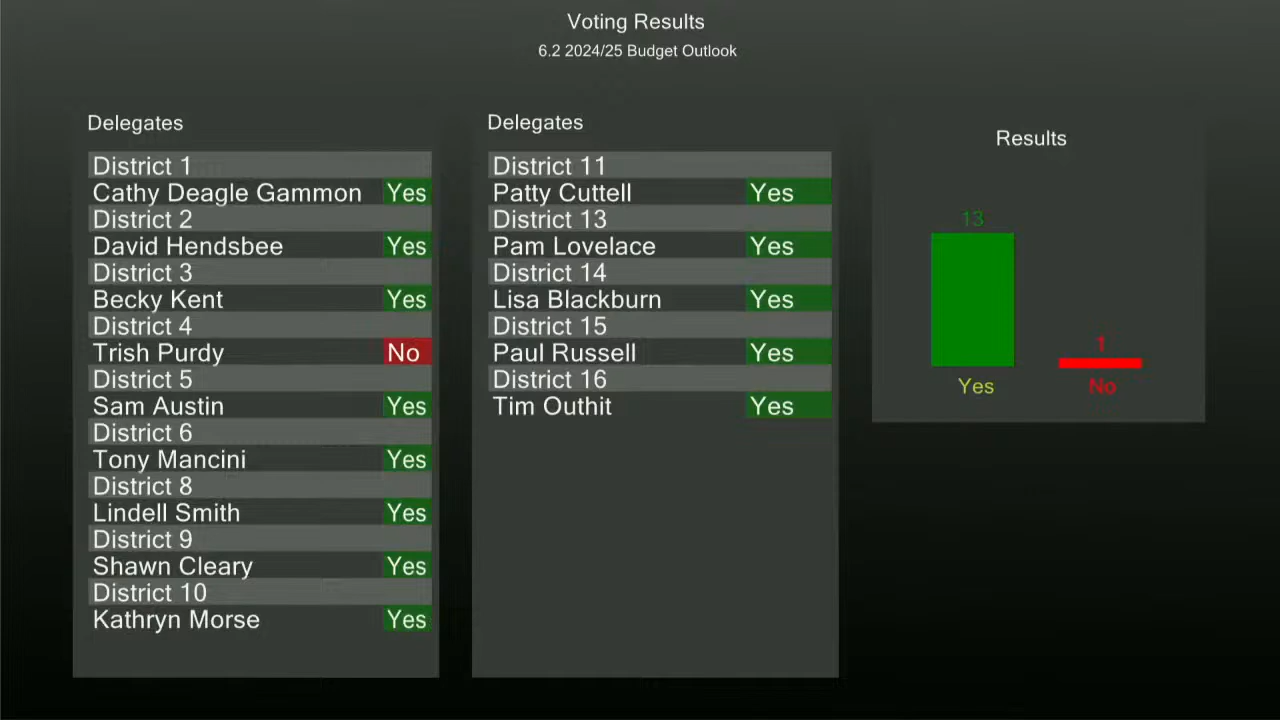 Voting Results
6.2 2024/25 Budget Outlook
Delegates
District 1
Cathy Deagle Gammon Yes
District 2
David Hendsbee Yes
District 3
Becky Kent Yes
District 4
Trish Purdy No
District 5
Sam Austin Yes
District 6
Tony Mancini Yes
District 8
Lindell Smith Yes
District 9
Shawn Cleary Yes
District 10
Kathryn Morse Yes
Delegates
District 11
Patty Cuttell Yes
District 13
Pam Lovelace Yes
District 14
Lisa Blackburn Yes
District 15
Paul Russell Yes
District 16
Tim Outhit Yes
Results
13
1
Yes No